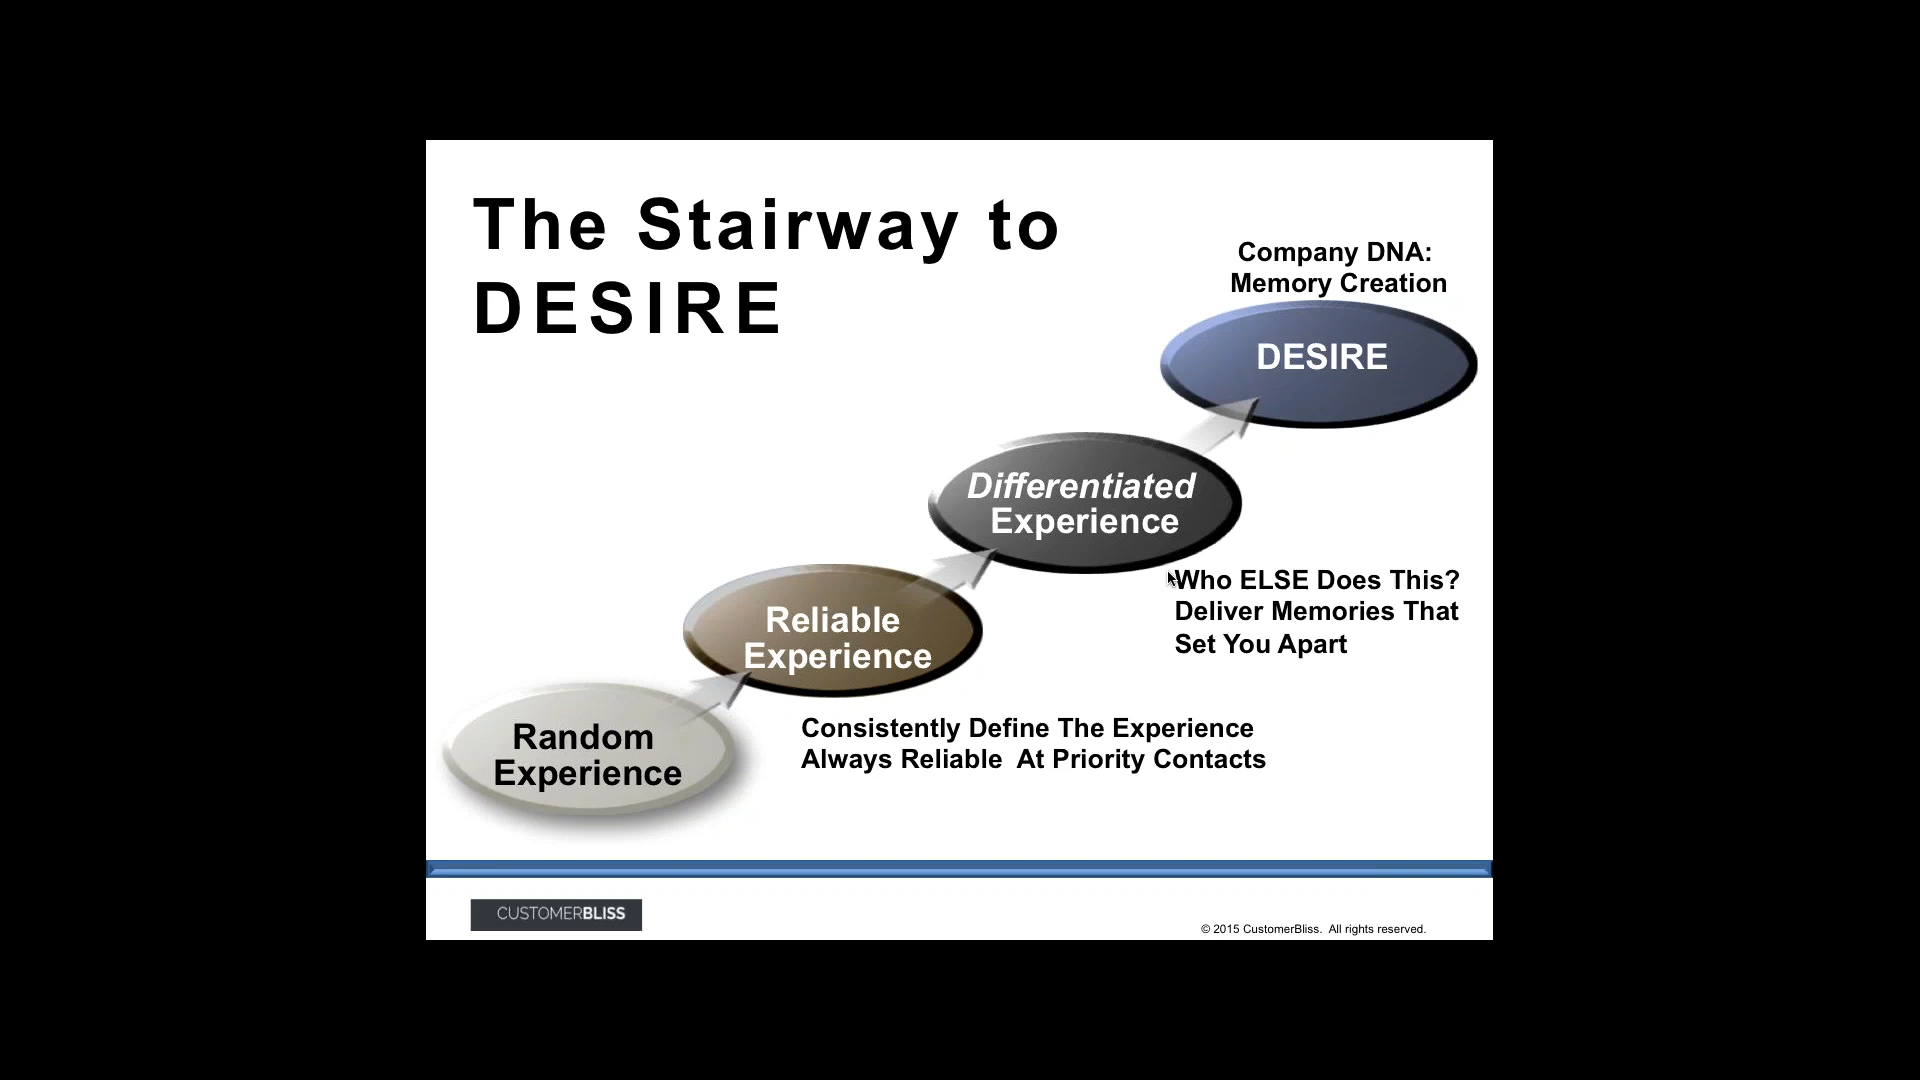 The Stairway to
DESIRE
Company DNA:
Memory Creation
DESIRE
Differentiated
Experience
Who ELSE Does This?
Deliver Memories That
Set You Apart
Reliable
Experience
Consistently Define The Experience
Always Reliable  At Priority Contacts
Random
Experience
CUSTOMERBLISS
© 2015 CustomerBliss.  All rights reserved.